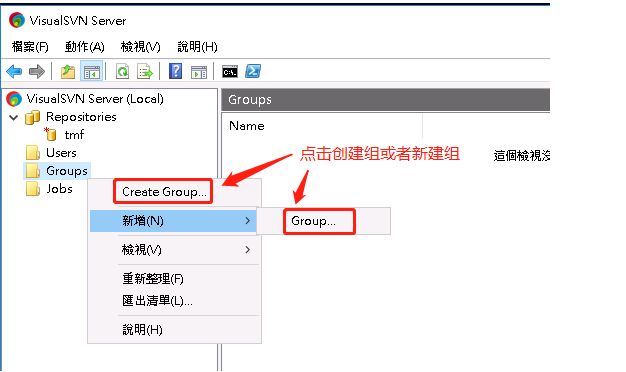 VisualSVN Server
檔案(F) 動作(A) 檢視(V) 說明(H)
VisualSVN Server (Local)
Repositories
tmf
Users
Groups
Jobs
Groups
Name
這個檢視沒
点击创建组或者新建组
Create Group...
新增(N)
Group...
檢視(V)
重新整理(F)
匯出清單(L)...
說明(H)